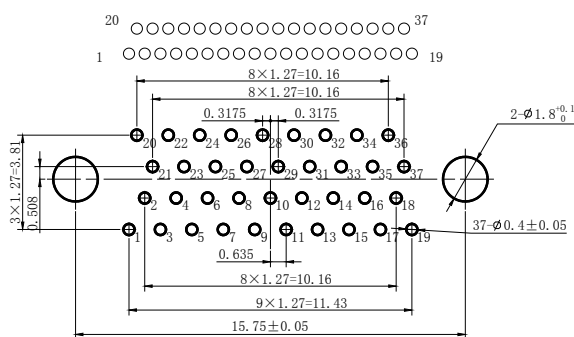 20 37
1 19
8×1.27=10.16
8×1.27=10.16
0.3175 0.3175
2-Ø1.8+0.1 0
20 22 24 26 28 30 32 34 36
3×1.27=3.81
21 23 25 27 29 31 33 35 37
0.508
2 4 6 8 10 12 14 16 18
37-Ø0.4±0.05
1 3 5 7 9 11 13 15 17 19
0.635
8×1.27=10.16
9×1.27=11.43
15.75±0.05